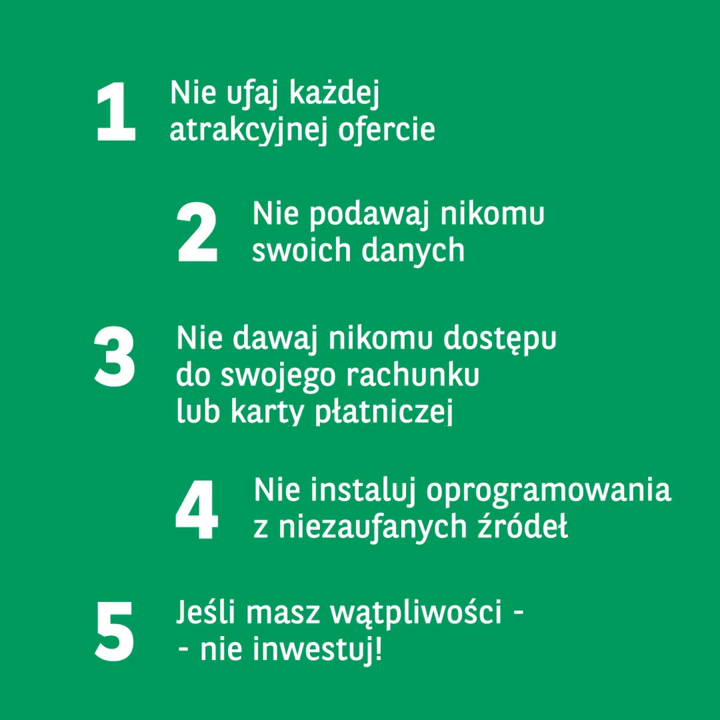 1 Nie ufaj każdej
atrakcyjnej ofercie
2 Nie podawaj nikomu
swoich danych
3 Nie dawaj nikomu dostępu
do swojego rachunku
lub karty płatniczej
4 Nie instaluj oprogramowania
z niezaufanych źródeł
5 Jeśli masz wątpliwości -
- nie inwestuj!